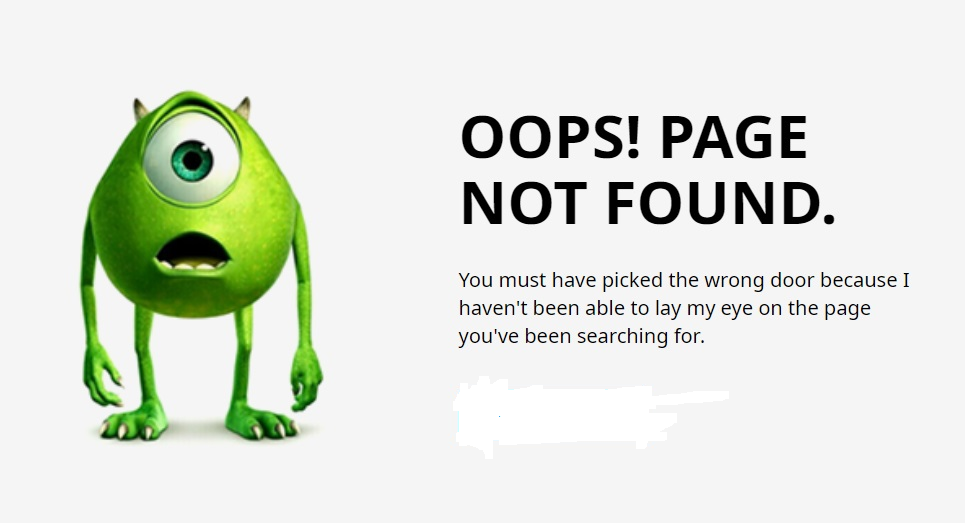 OOPS! PAGE
NOT FOUND.
You must have picked the wrong door because I
haven't been able to lay my eye on the page
you've been searching for.